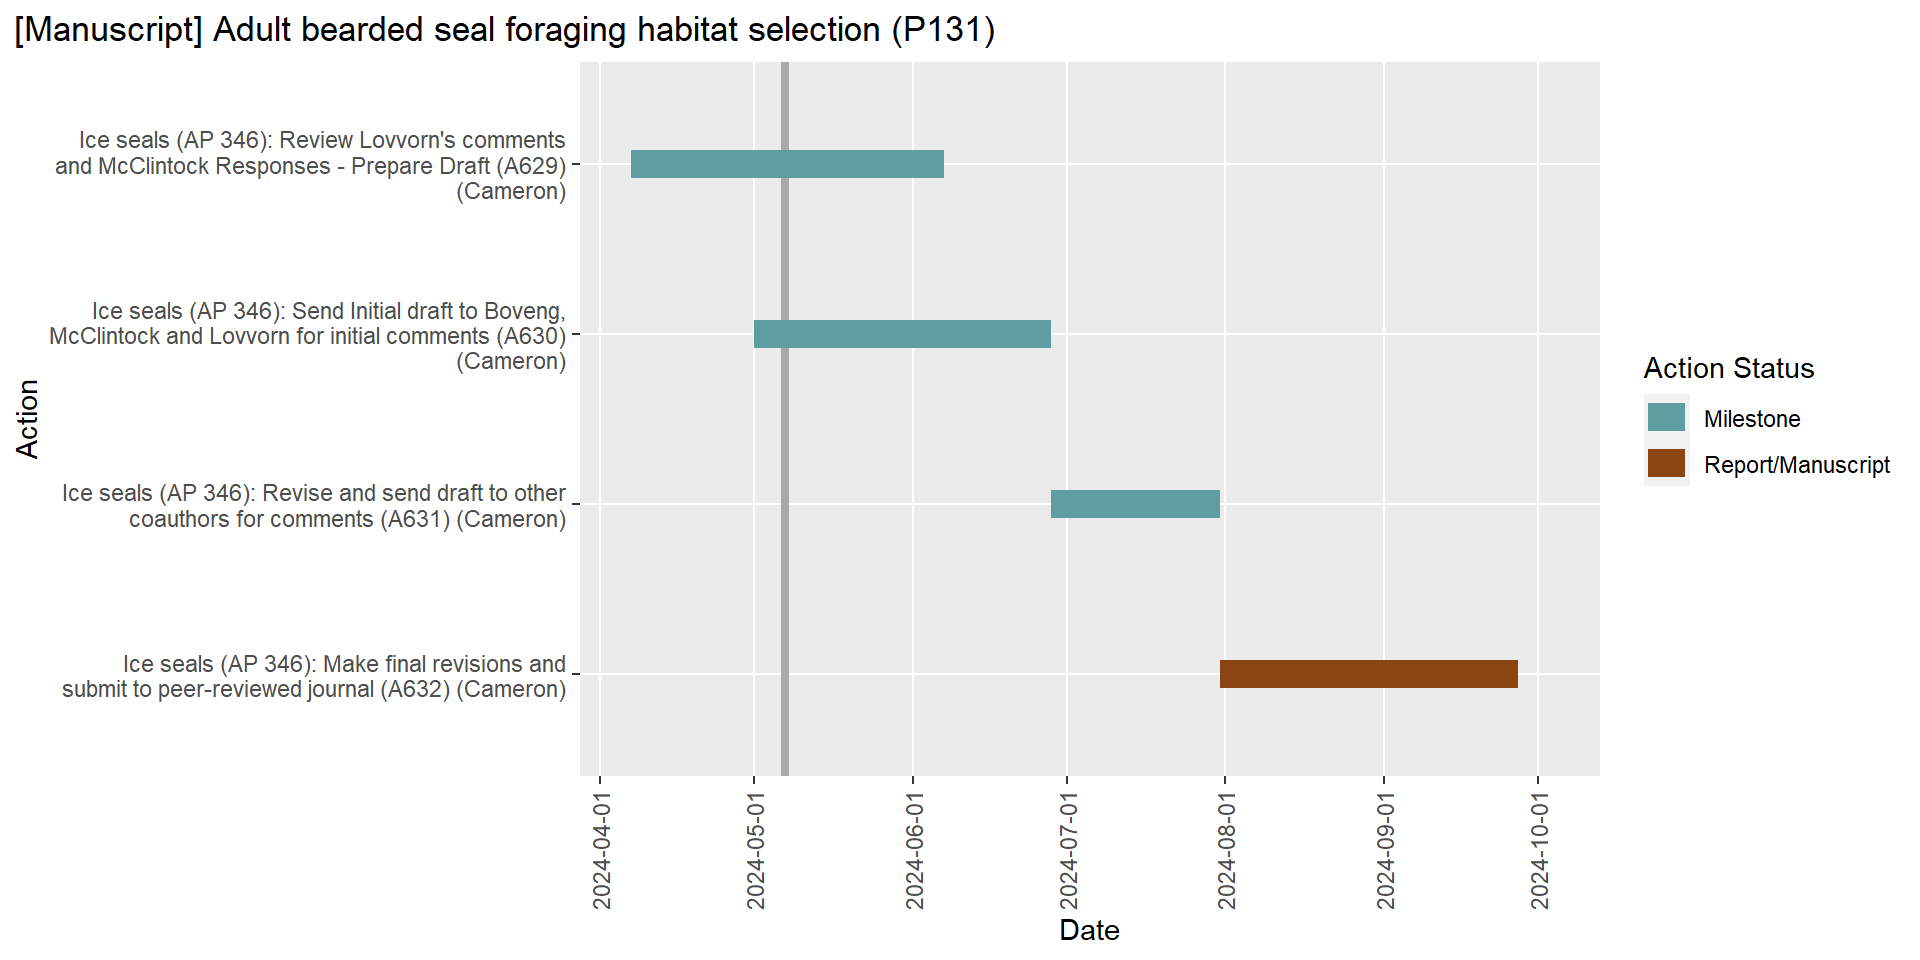 [Manuscript] Adult bearded seal foraging habitat selection (P131)
Ice seals (AP 346): Review Lovvorn's comments
and McClintock Responses - Prepare Draft (A629)
(Cameron)
Ice seals (AP 346): Send Initial draft to Boveng,
McClintock and Lovvorn for initial comments (A630)
(Cameron)
Ice seals (AP 346): Revise and send draft to other
coauthors for comments (A631) (Cameron)
Ice seals (AP 346): Make final revisions and
submit to peer-reviewed journal (A632) (Cameron)
Action
2024-04-01
2024-05-01
2024-06-01
2024-07-01
2024-08-01
2024-09-01
2024-10-01
Date
Action Status
Milestone
Report/Manuscript